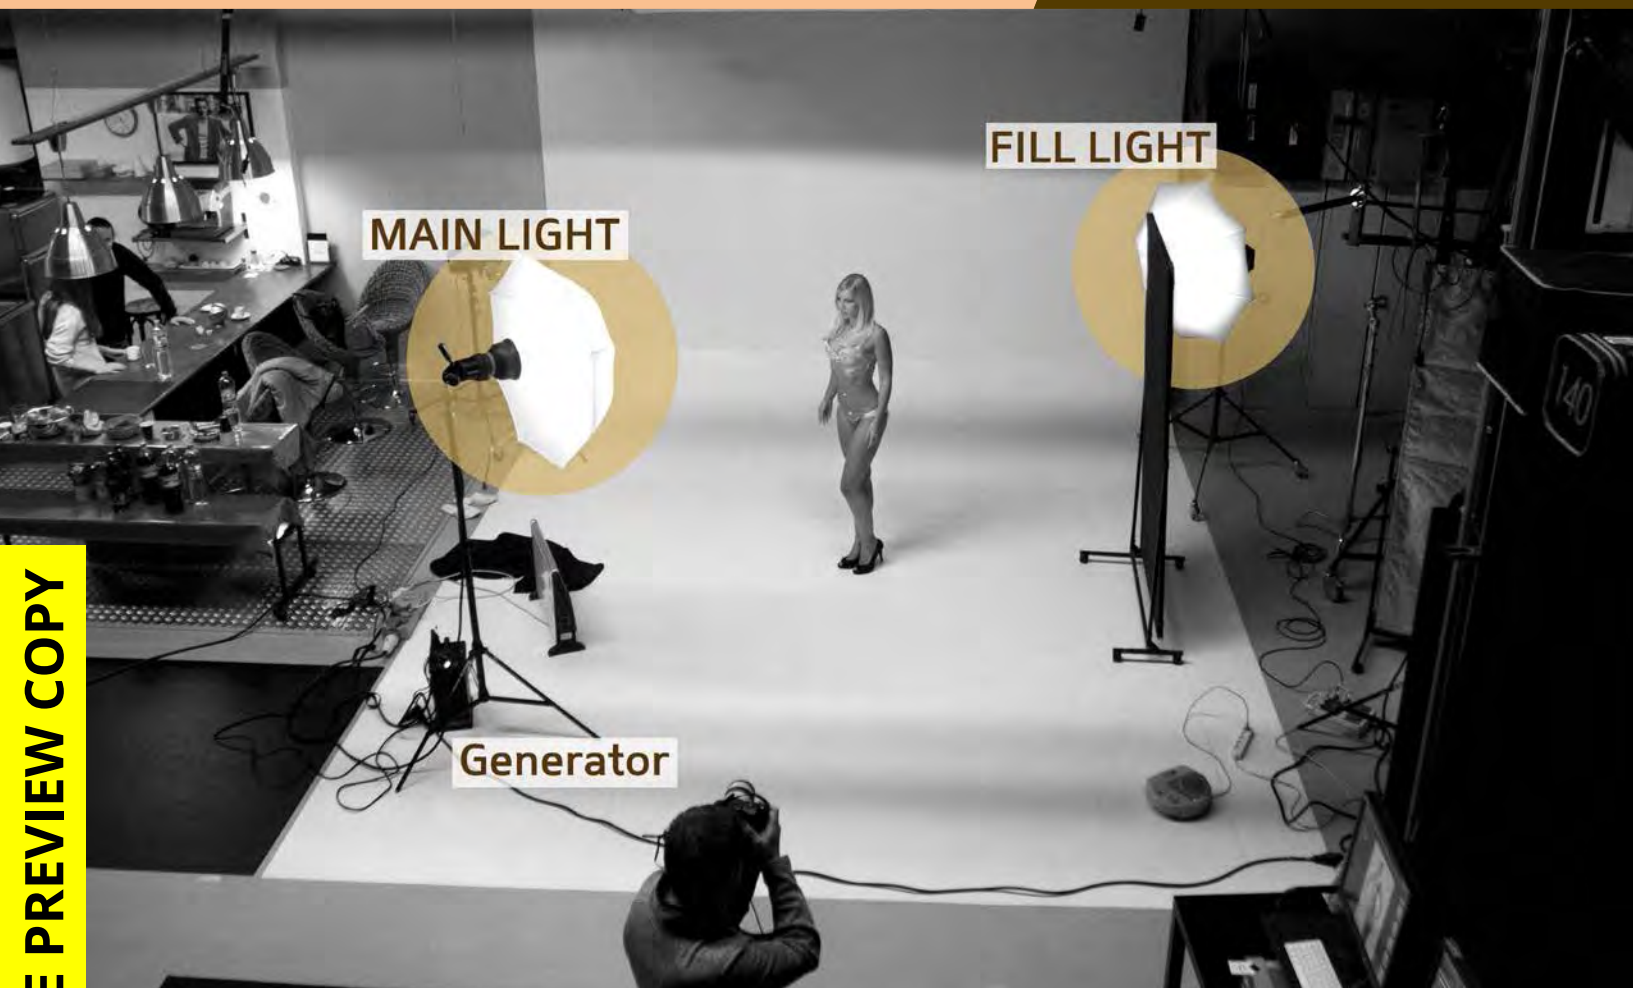 FILL LIGHT
MAIN LIGHT
140
Generator
E PREVIEW COPY